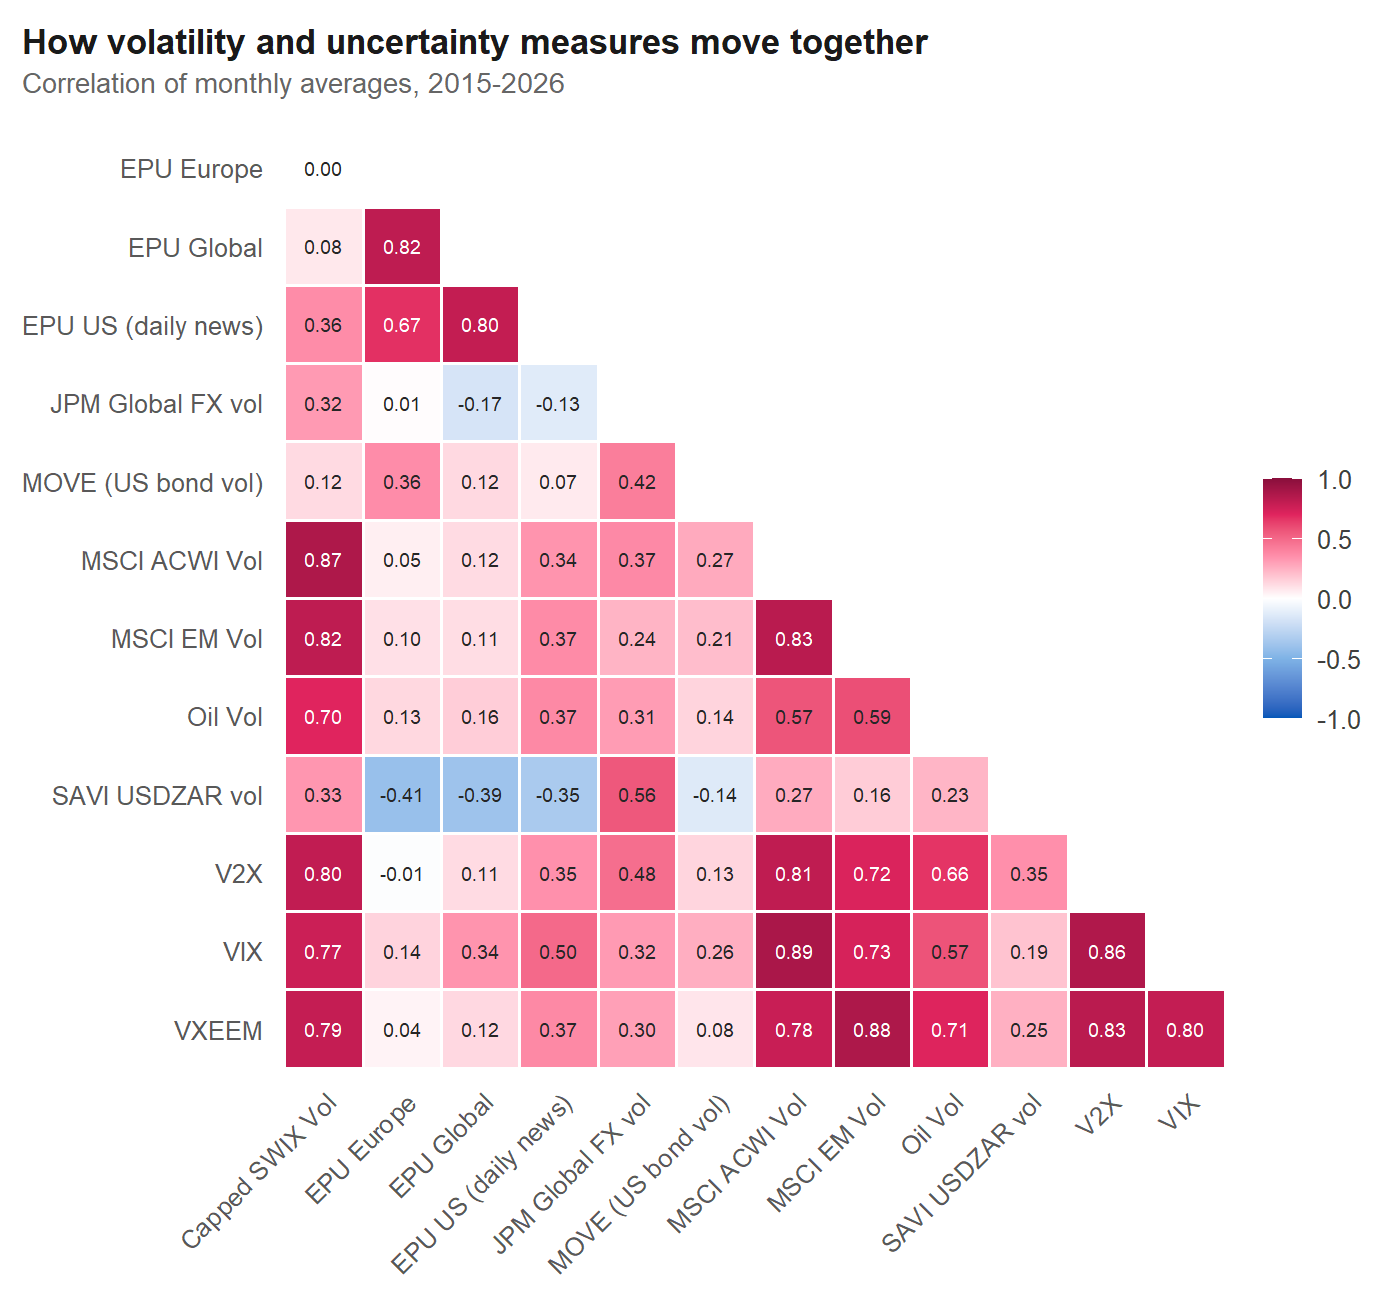 How volatility and uncertainty measures move together
Correlation of monthly averages, 2015-2026
EPU Europe 0.00
EPU Global 0.08 0.82
EPU US (daily news) 0.36 0.67 0.80
JPM Global FX vol 0.32 0.01 -0.17 -0.13
MOVE (US bond vol) 0.12 0.36 0.12 0.07 0.42
MSCI ACWI Vol 0.87 0.05 0.12 0.34 0.37 0.27
MSCI EM Vol 0.82 0.10 0.11 0.37 0.24 0.21 0.83
Oil Vol 0.70 0.13 0.16 0.37 0.31 0.14 0.57 0.59
SAVI USDZAR vol 0.33 -0.41 -0.39 -0.35 0.56 -0.14 0.27 0.16 0.23
V2X 0.80 -0.01 0.11 0.35 0.48 0.13 0.81 0.72 0.66 0.35
VIX 0.77 0.14 0.34 0.50 0.32 0.26 0.89 0.73 0.57 0.19 0.86
VXEEM 0.79 0.04 0.12 0.37 0.30 0.08 0.78 0.88 0.71 0.25 0.83 0.80
Capped SWIX Vol
EPU Europe
EPU Global
EPU US (daily news)
JPM Global FX vol
MOVE (US bond vol)
MSCI ACWI Vol
MSCI EM Vol
Oil Vol
SAVI USDZAR vol
V2X
VIX
1.0
0.5
0.0
-0.5
-1.0